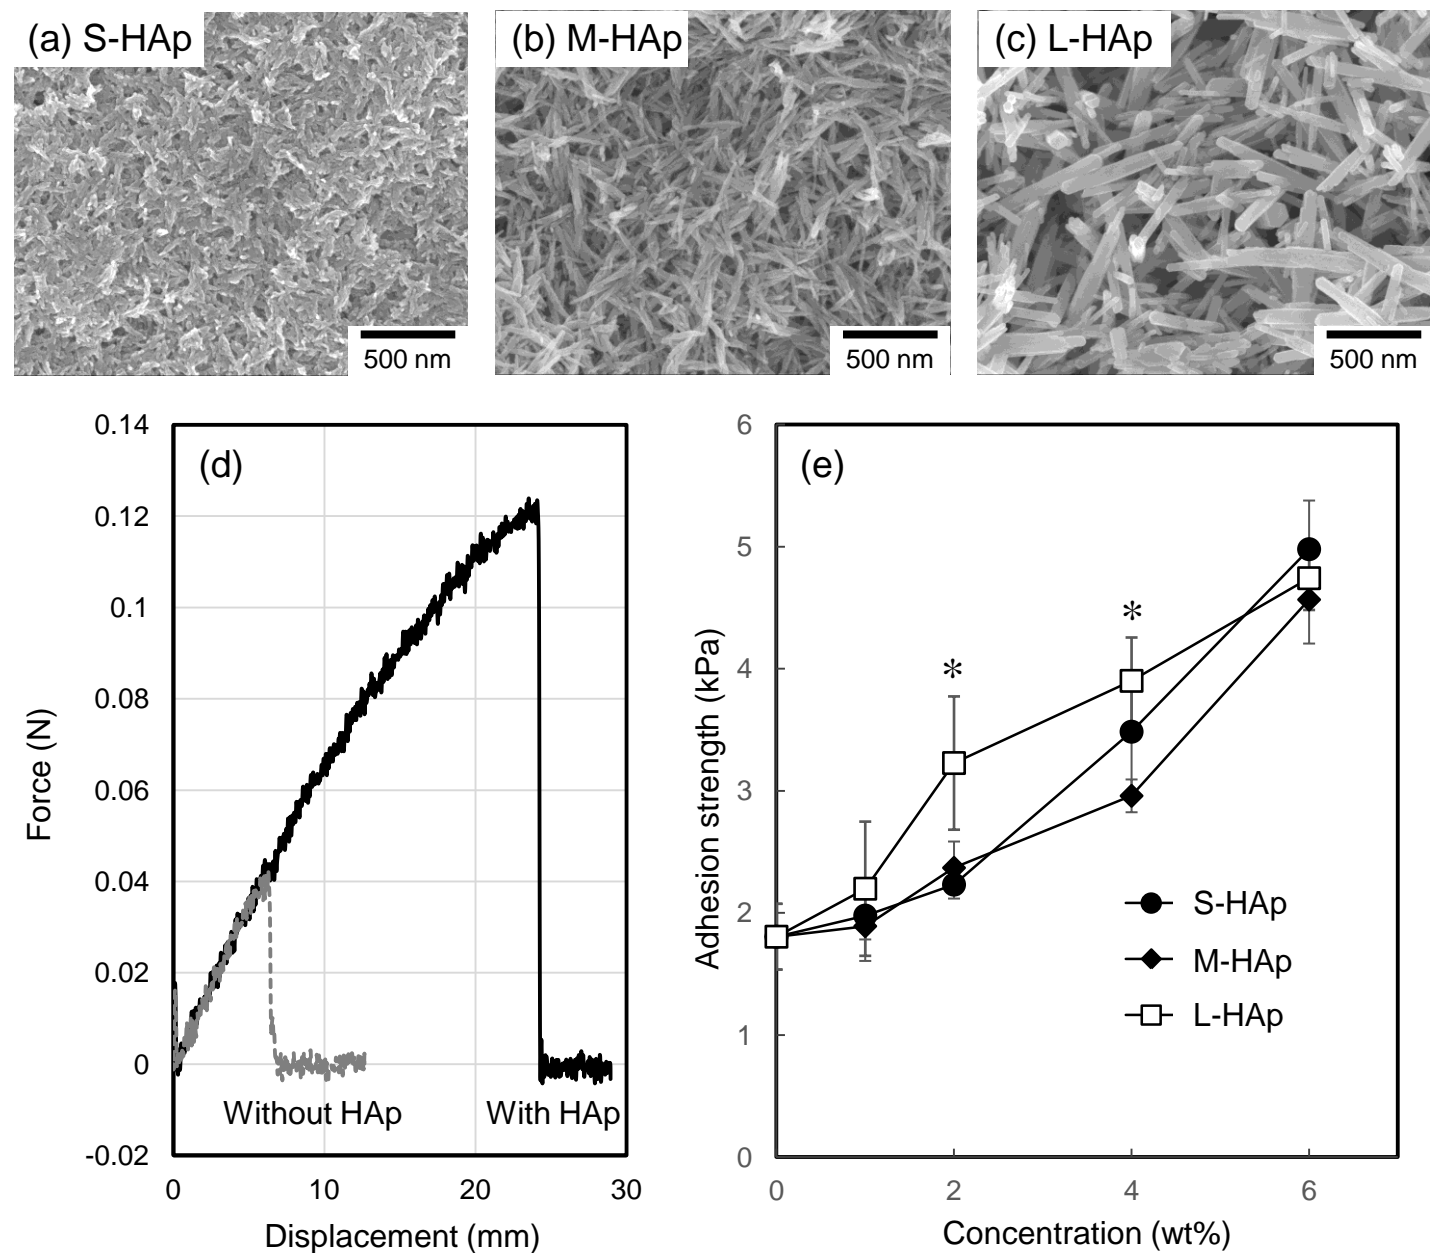 (a) S-HAp
(b) M-HAp
(c) L-HAp
500 nm
500 nm
500 nm
(d)
0.14
0.12
0.1
0.08
0.06
0.04
0.02
0
-0.02
Force (N)
Without HAp
With HAp
0
10
20
30
Displacement (mm)
(e)
6
5
4
3
2
1
0
Adhesion strength (kPa)
*
*
S-HAp
M-HAp
L-HAp
0
2
4
6
Concentration (wt%)